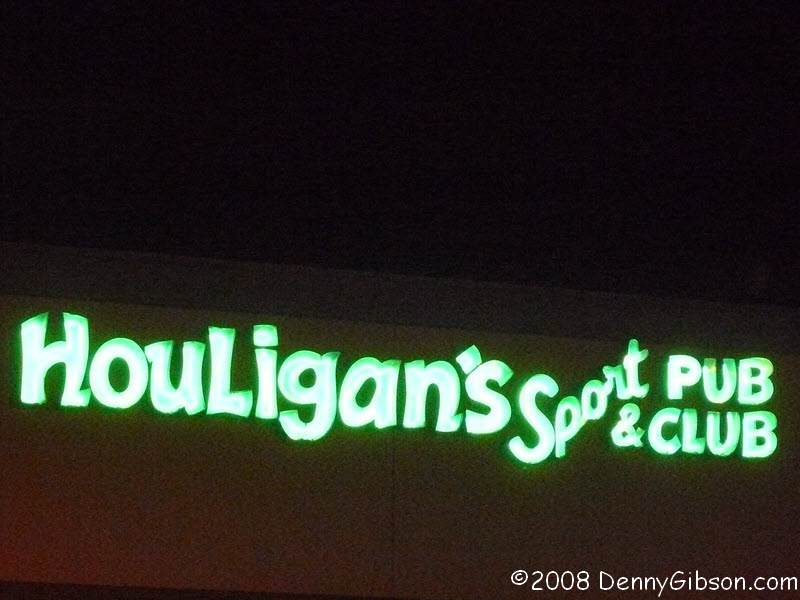 HouLigan's Sport PUB
& CLUB
©2008 DennyGibson.com